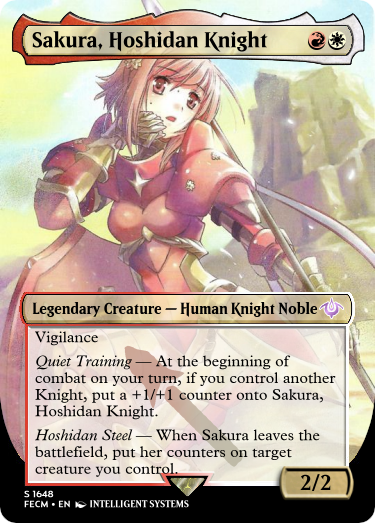 Sakura, Hoshidan Knight
Legendary Creature — Human Knight Noble
Vigilance
Quiet Training — At the beginning of
combat on your turn, if you control another
Knight, put a +1/+1 counter onto Sakura,
Hoshidan Knight.
Hoshidan Steel — When Sakura leaves the
battlefield, put her counters on target
creature you control.
2/2
S 1648
FECM • EN INTELLIGENT SYSTEMS